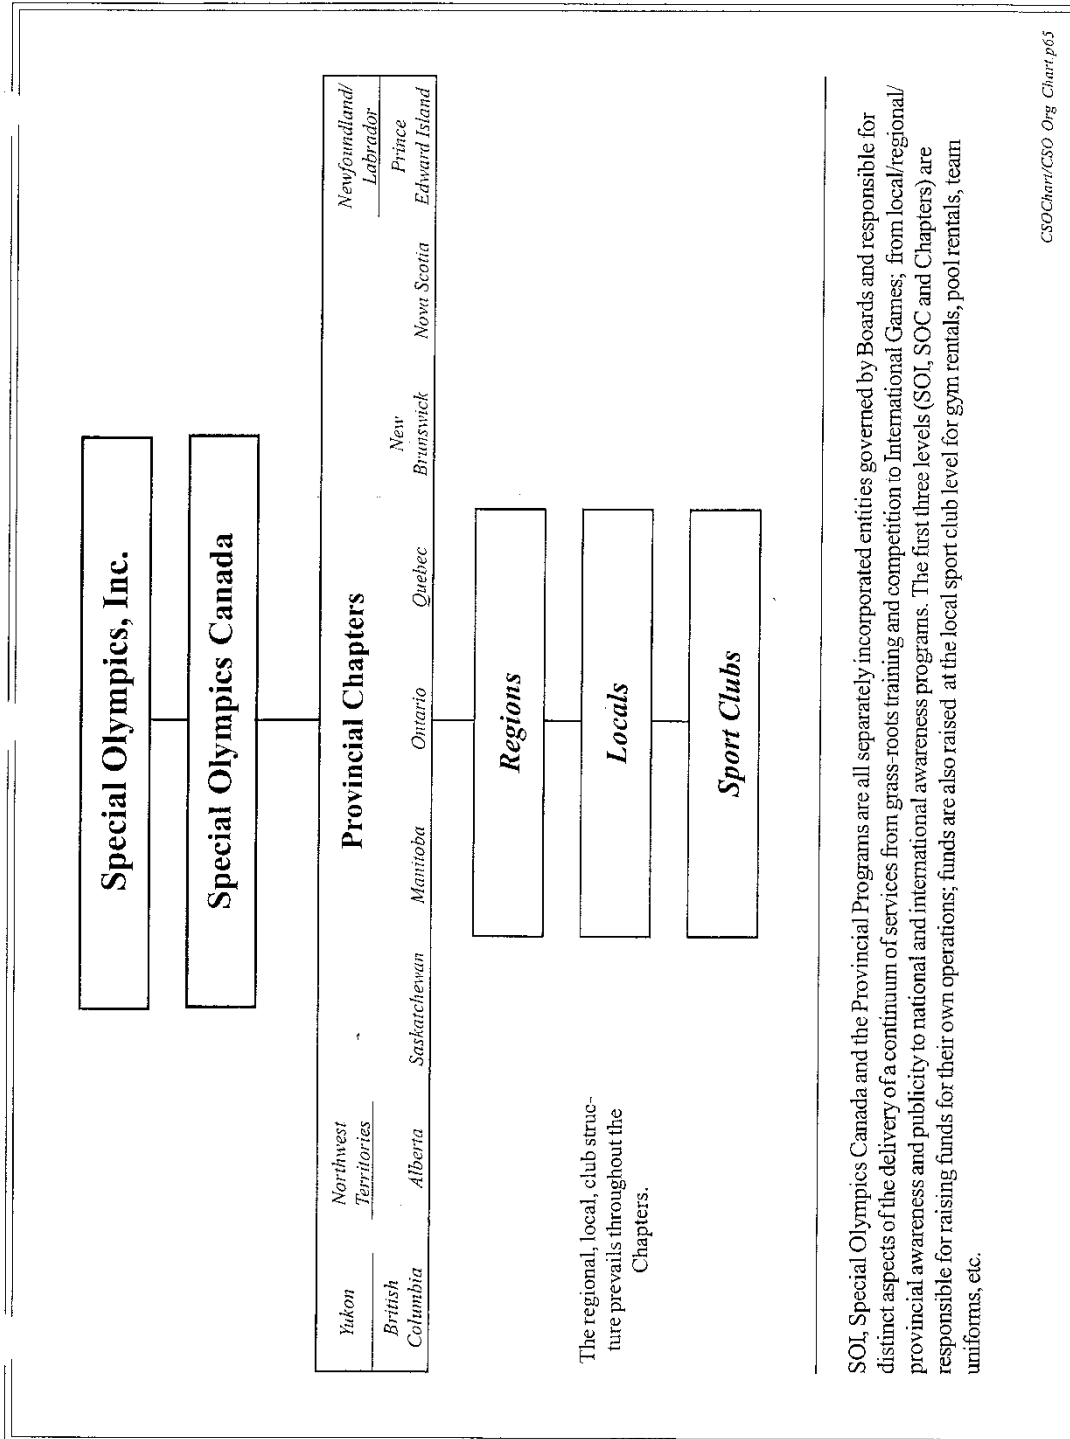 Special Olympics, Inc.
Special Olympics Canada
Provincial Chapters
Yukon
Northwest
Territories
Newfoundland/
Labrador
British
Columbia
Alberta
Saskatchewan
Manitoba
Ontario
Quebec
New
Brunswick
Nova Scotia
Prince
Edward Island
Regions
Locals
Sport Clubs
The regional, local, club struc-
ture prevails throughout the
Chapters.
SOI, Special Olympics Canada and the Provincial Programs are all separately incorporated entities governed by Boards and responsible for
distinct aspects of the delivery of a continuum of services from grass-roots training and competition to International Games; from local/regional/
provincial awareness and publicity to national and international awareness programs. The first three levels (SOI, SOC and Chapters) are
responsible for raising funds for their own operations; funds are also raised at the local sport club level for gym rentals, pool rentals, team
uniforms, etc.
CSOChart/CSO Org Chart.p65